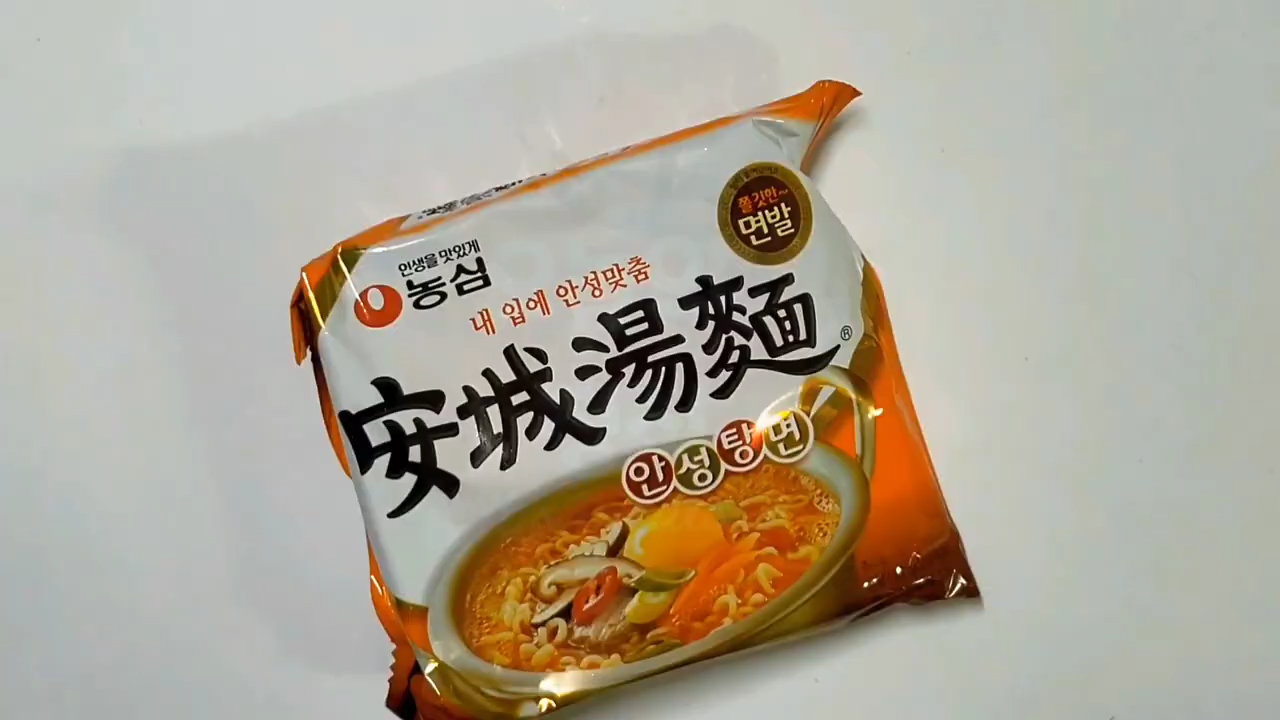 인생을 맛있게
농심
내 입에 안성맞춤
安城湯麵®
안성탕면
쫄깃한~
면발